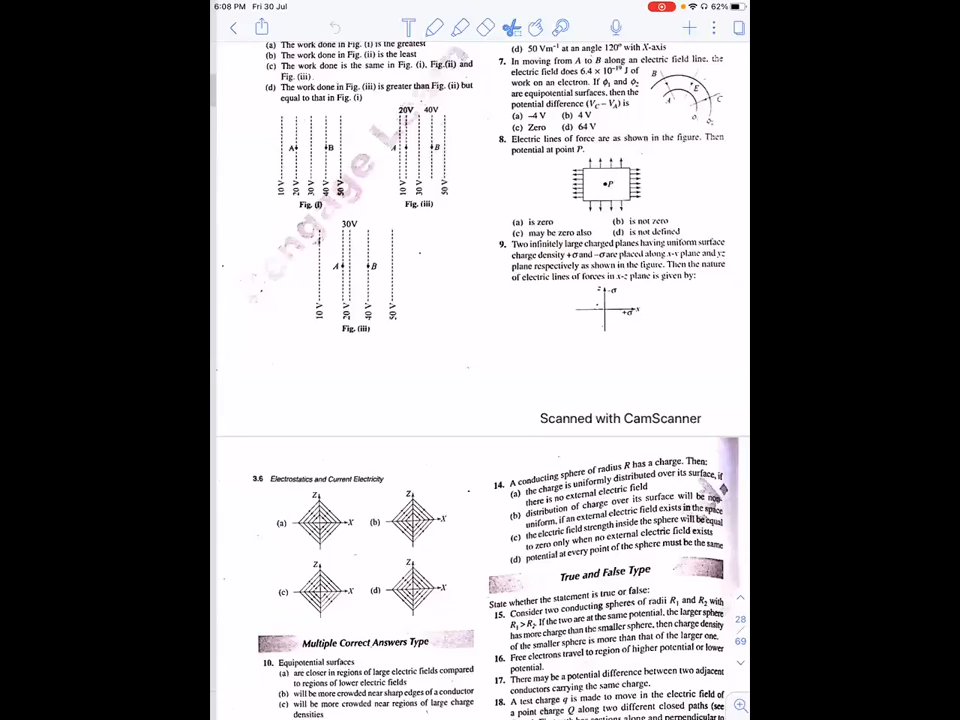 6:08 PM Fri 30 Jul
62%
(a) The work done in Fig. (i) is the greatest
(b) The work done in Fig. (ii) is the least
(c) The work done is the same in Fig. (i), Fig.(ii) and
Fig. (iii).
(d) The work done in Fig. (iii) is greater than Fig. (ii) but
equal to that in Fig. (i)
20V 40V
A B
A B
10 V 20 V 30 V 40 V 50 V
10 V 30 V 50 V
Fig. (i)
Fig. (iii)
30V
A B
10 V 20 V 40 V 50 V
Fig. (iii)
(d) 50 Vm⁻¹ at an angle 120° with X-axis
7. In moving from A to B along an electric field line, the
electric field does 6.4 × 10⁻¹⁹ J of
work on an electron. If ϕ₁ and ϕ₂
are equipotential surfaces, then the
potential difference (V_C – V_A) is
(a) –4 V (b) 4 V
(c) Zero (d) 64 V
B E C A
8. Electric lines of force are as shown in the figure. Then
potential at point P.
P
(a) is zero (b) is not zero
(c) may be zero also (d) is not defined
9. Two infinitely large charged planes having uniform surface
charge density +σ and –σ are placed along x-y plane and yz
plane respectively as shown in the figure. Then the nature
of electric lines of forces in x-z plane is given by:
z –σ
+σ x
Scanned with CamScanner
3.6 Electrostatics and Current Electricity
Z Z
(a) X (b) X
Z Z
(c) X (d) X
Multiple Correct Answers Type
10. Equipotential surfaces
(a) are closer in regions of large electric fields compared
to regions of lower electric fields
(b) will be more crowded near sharp edges of a conductor
(c) will be more crowded near regions of large charge
densities
14. A conducting sphere of radius R has a charge. Then:
(a) the charge is uniformly distributed over its surface, if
there is no external electric field
(b) distribution of charge over its surface will be non-
uniform, if an external electric field exists in the space
(c) the electric field strength inside the sphere will be equal
to zero only when no external electric field exists
(d) potential at every point of the sphere must be the same
True and False Type
State whether the statement is true or false:
15. Consider two conducting spheres of radii R₁ and R₂ with
R₁ > R₂. If the two are at the same potential, the larger sphere
has more charge than the smaller sphere, then charge density
of the smaller sphere is more than that of the larger one.
16. Free electrons travel to region of higher potential or lower
potential.
17. There may be a potential difference between two adjacent
conductors carrying the same charge.
18. A test charge q is made to move in the electric field of
a point charge Q along two different closed paths
28
69